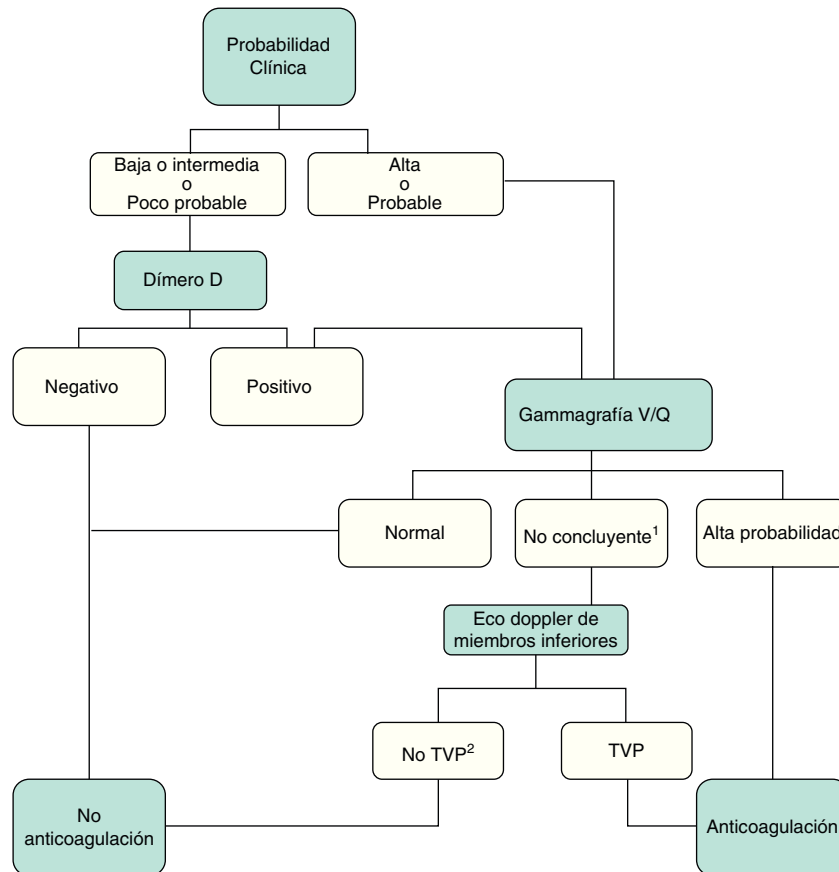 Probabilidad
Clínica
Baja o intermedia
o
Poco probable
Alta
o
Probable
Dímero D
Negativo
Positivo
Gammagrafía V/Q
Normal
No concluyente¹
Alta probabilidad
Eco doppler de
miembros inferiores
No TVP²
TVP
No
anticoagulación
Anticoagulación